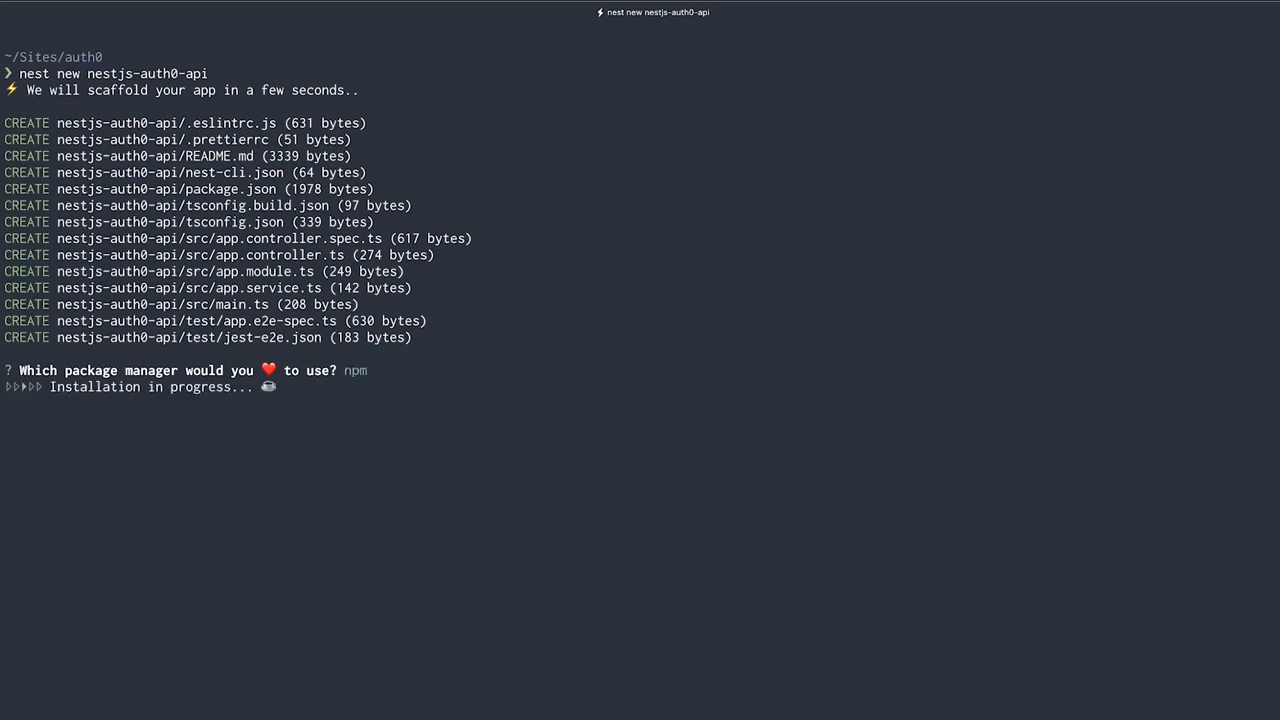 ⚡ nest new nestjs-auth0-api
~/Sites/auth0
❯ nest new nestjs-auth0-api
⚡ We will scaffold your app in a few seconds..
CREATE nestjs-auth0-api/.eslintrc.js (631 bytes)
CREATE nestjs-auth0-api/.prettierrc (51 bytes)
CREATE nestjs-auth0-api/README.md (3339 bytes)
CREATE nestjs-auth0-api/nest-cli.json (64 bytes)
CREATE nestjs-auth0-api/package.json (1978 bytes)
CREATE nestjs-auth0-api/tsconfig.build.json (97 bytes)
CREATE nestjs-auth0-api/tsconfig.json (339 bytes)
CREATE nestjs-auth0-api/src/app.controller.spec.ts (617 bytes)
CREATE nestjs-auth0-api/src/app.controller.ts (274 bytes)
CREATE nestjs-auth0-api/src/app.module.ts (249 bytes)
CREATE nestjs-auth0-api/src/app.service.ts (142 bytes)
CREATE nestjs-auth0-api/src/main.ts (208 bytes)
CREATE nestjs-auth0-api/test/app.e2e-spec.ts (630 bytes)
CREATE nestjs-auth0-api/test/jest-e2e.json (183 bytes)
? Which package manager would you ❤️ to use? npm
▹▹▸▹▹ Installation in progress... ☕